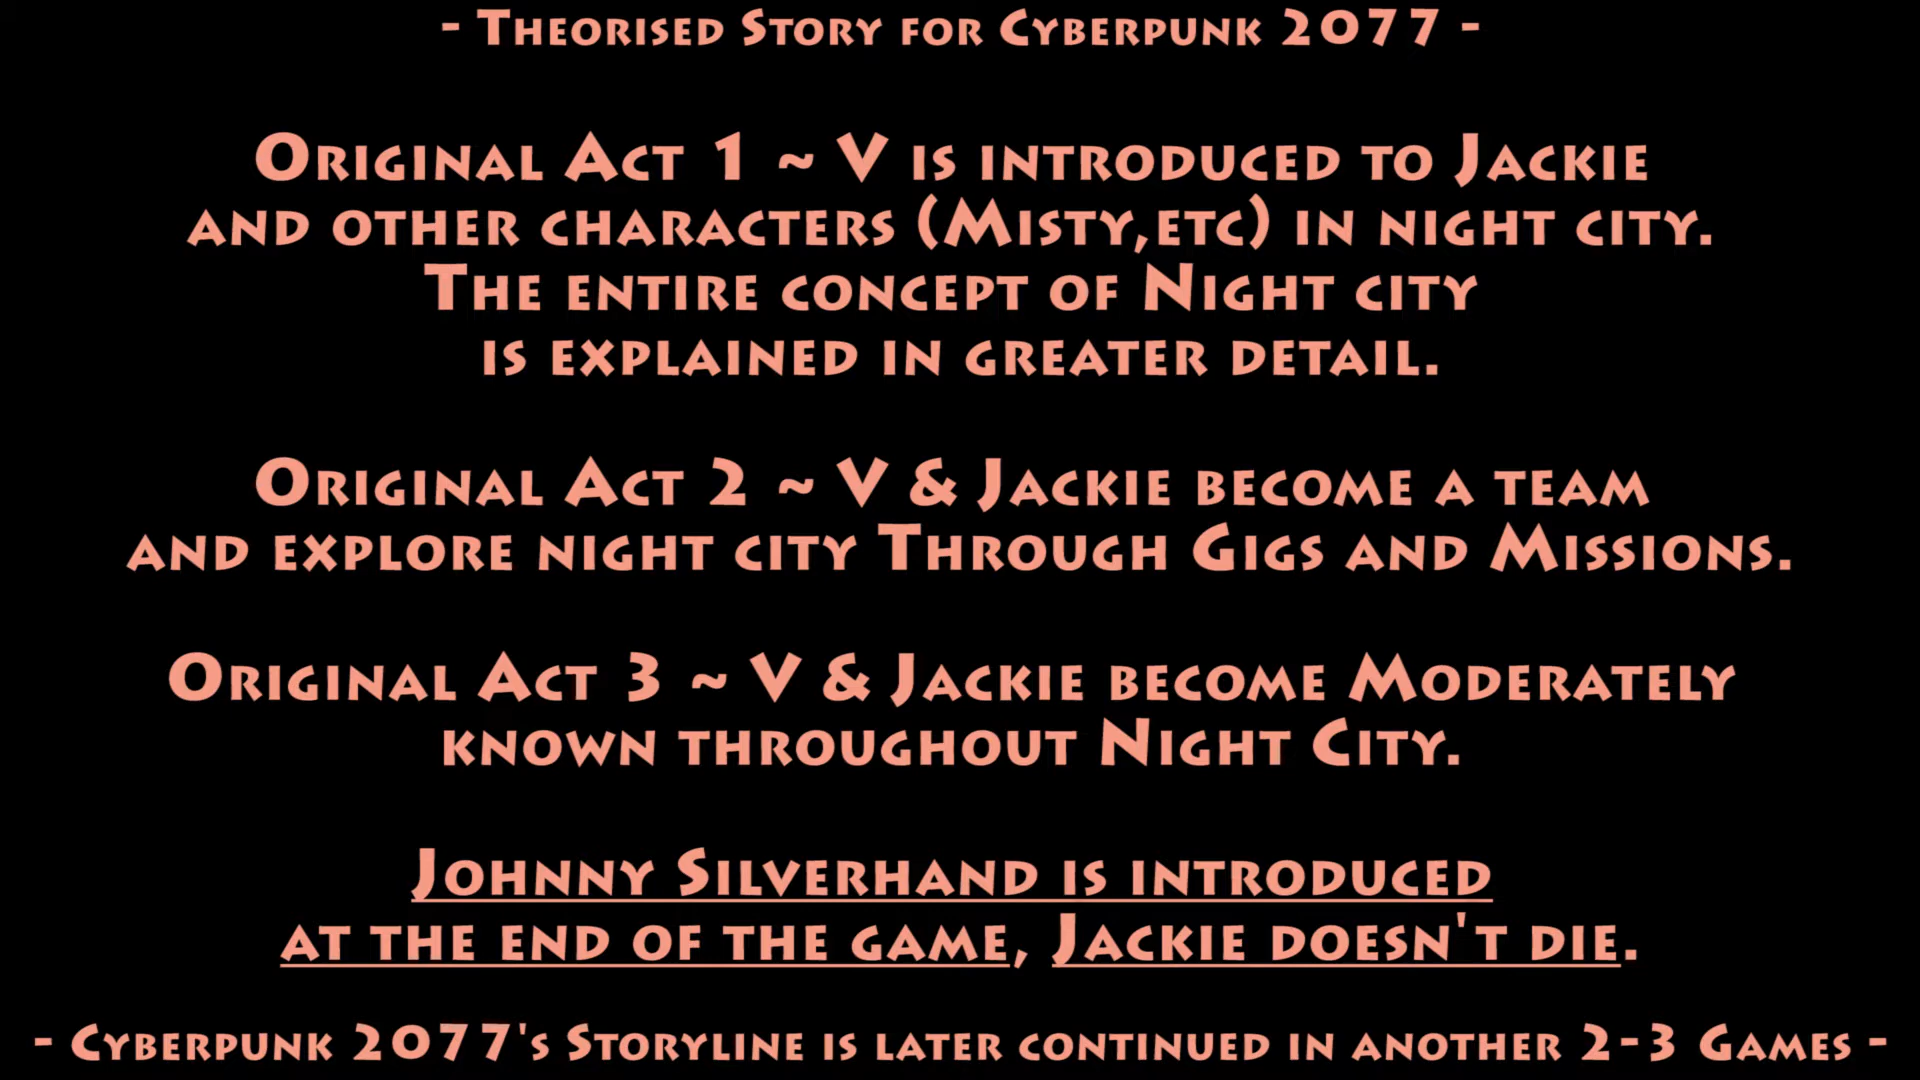 - Theorised Story for Cyberpunk 2077 -
Original Act 1 ~ V is introduced to Jackie
and other characters (Misty,etc) in night city.
The entire concept of Night city
is explained in greater detail.
Original Act 2 ~ V & Jackie become a team
and explore night city Through Gigs and Missions.
Original Act 3 ~ V & Jackie become Moderately
known throughout Night City.
Johnny Silverhand is introduced
at the end of the game, Jackie doesn't die.
- Cyberpunk 2077's Storyline is later continued in another 2-3 Games -